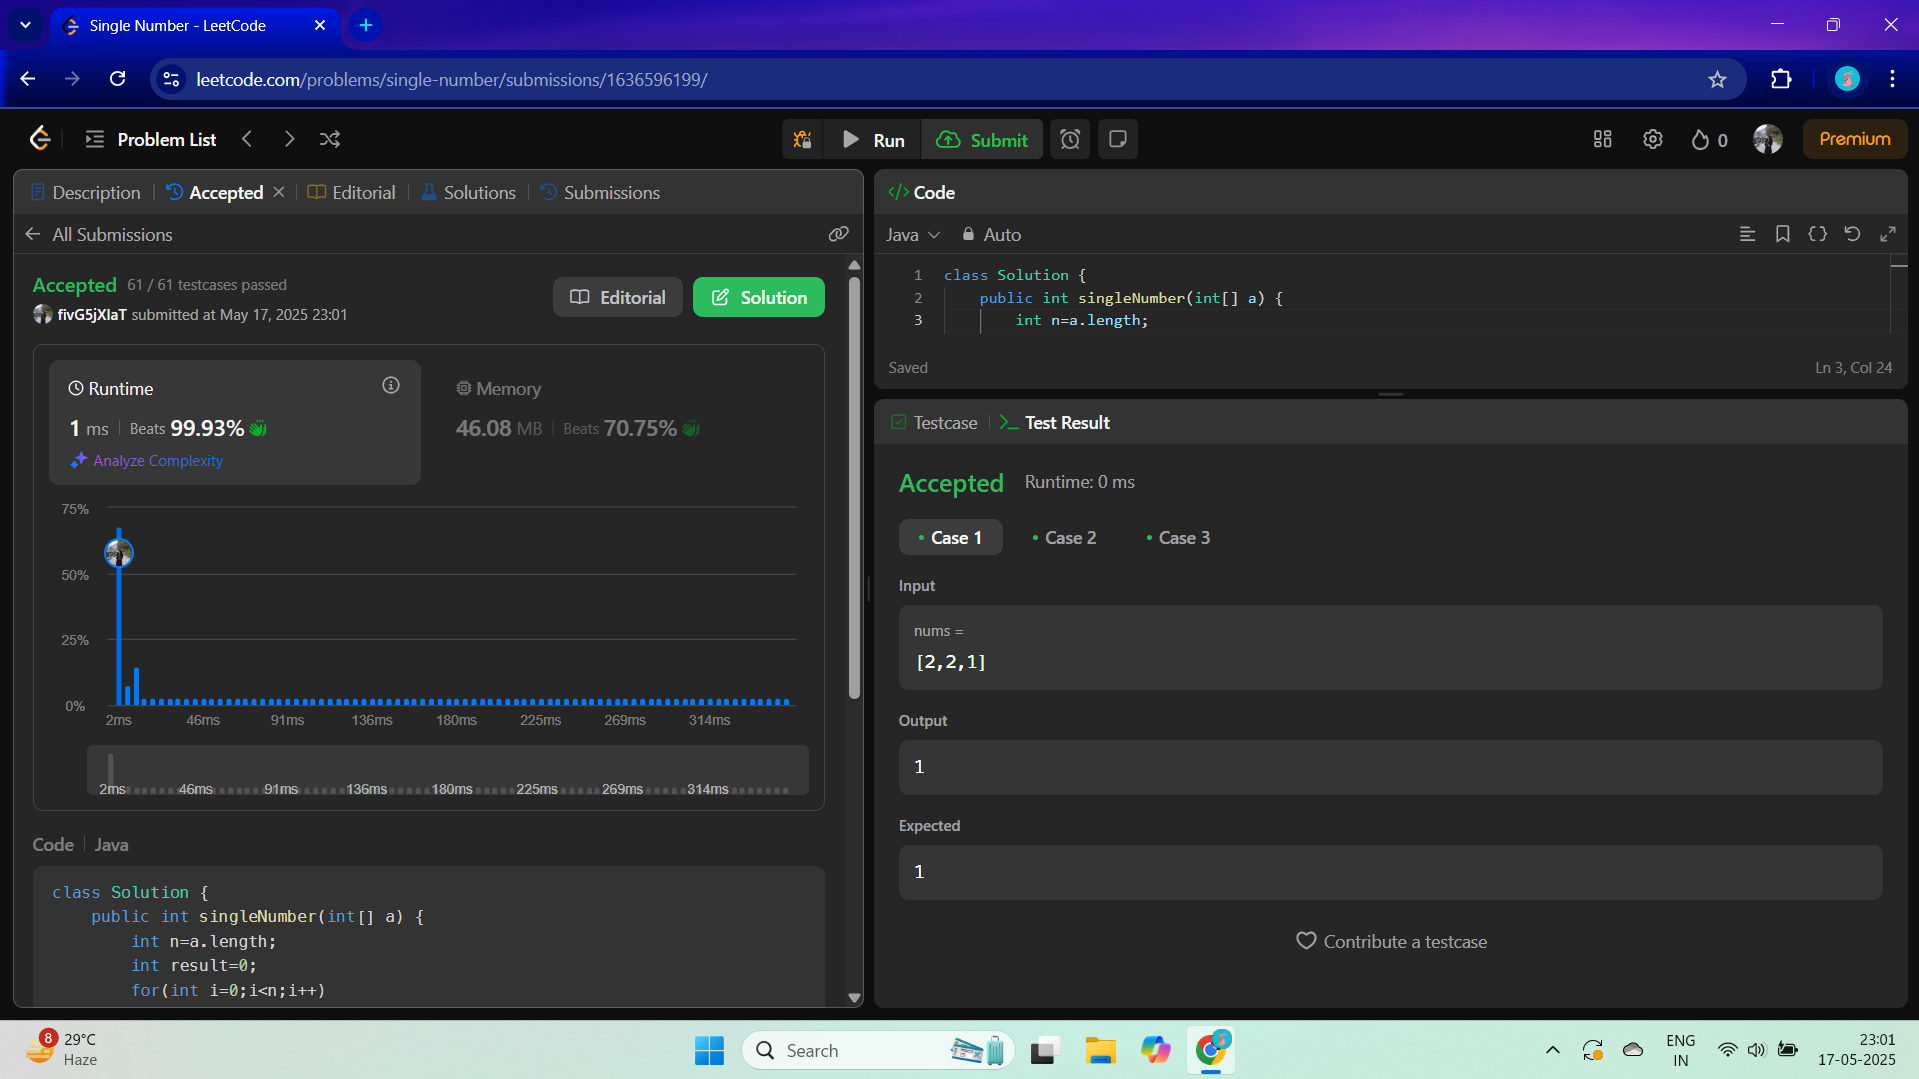 Single Number - LeetCode
leetcode.com/problems/single-number/submissions/1636596199/
Problem List
Run
Submit
0
Premium
Description
Accepted
Editorial
Solutions
Submissions
All Submissions
Accepted 61 / 61 testcases passed
fivG5jXIaT submitted at May 17, 2025 23:01
Editorial
Solution
Runtime
1 ms Beats 99.93%
Analyze Complexity
Memory
46.08 MB Beats 70.75%
75%
50%
25%
0%
2ms 46ms 91ms 136ms 180ms 225ms 269ms 314ms
2ms 46ms 91ms 136ms 180ms 225ms 269ms 314ms
Code Java
class Solution {
public int singleNumber(int[] a) {
int n=a.length;
int result=0;
for(int i=0;i<n;i++)
</> Code
Java Auto
1 class Solution {
2 public int singleNumber(int[] a) {
3 int n=a.length;
Saved Ln 3, Col 24
Testcase
>_ Test Result
Accepted Runtime: 0 ms
• Case 1 • Case 2 • Case 3
Input
nums =
[2,2,1]
Output
1
Expected
1
Contribute a testcase
8
29°C
Haze
Search
ENG
IN
23:01
17-05-2025